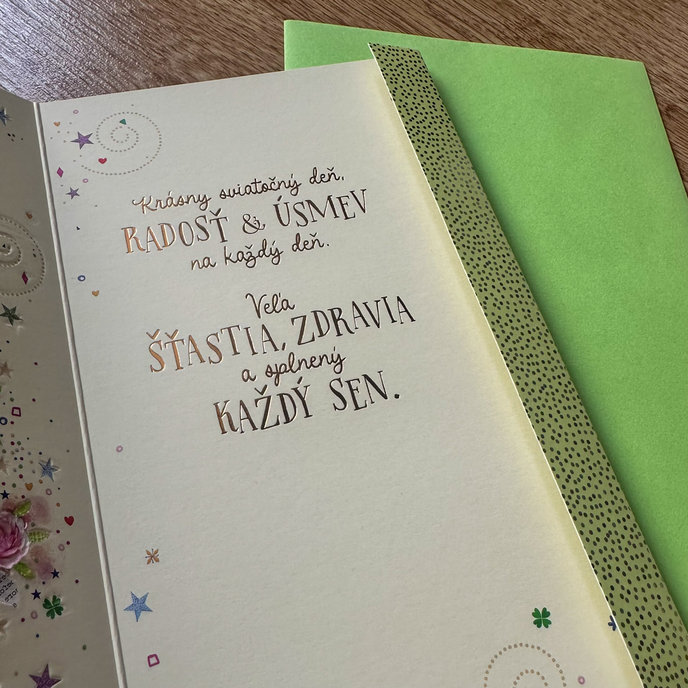 Krásny sviatočný deň,
RADOSŤ & ÚSMEV
na každý deň.
Veľa
ŠŤASTIA, ZDRAVIA
a splnený
KAŽDÝ SEN.